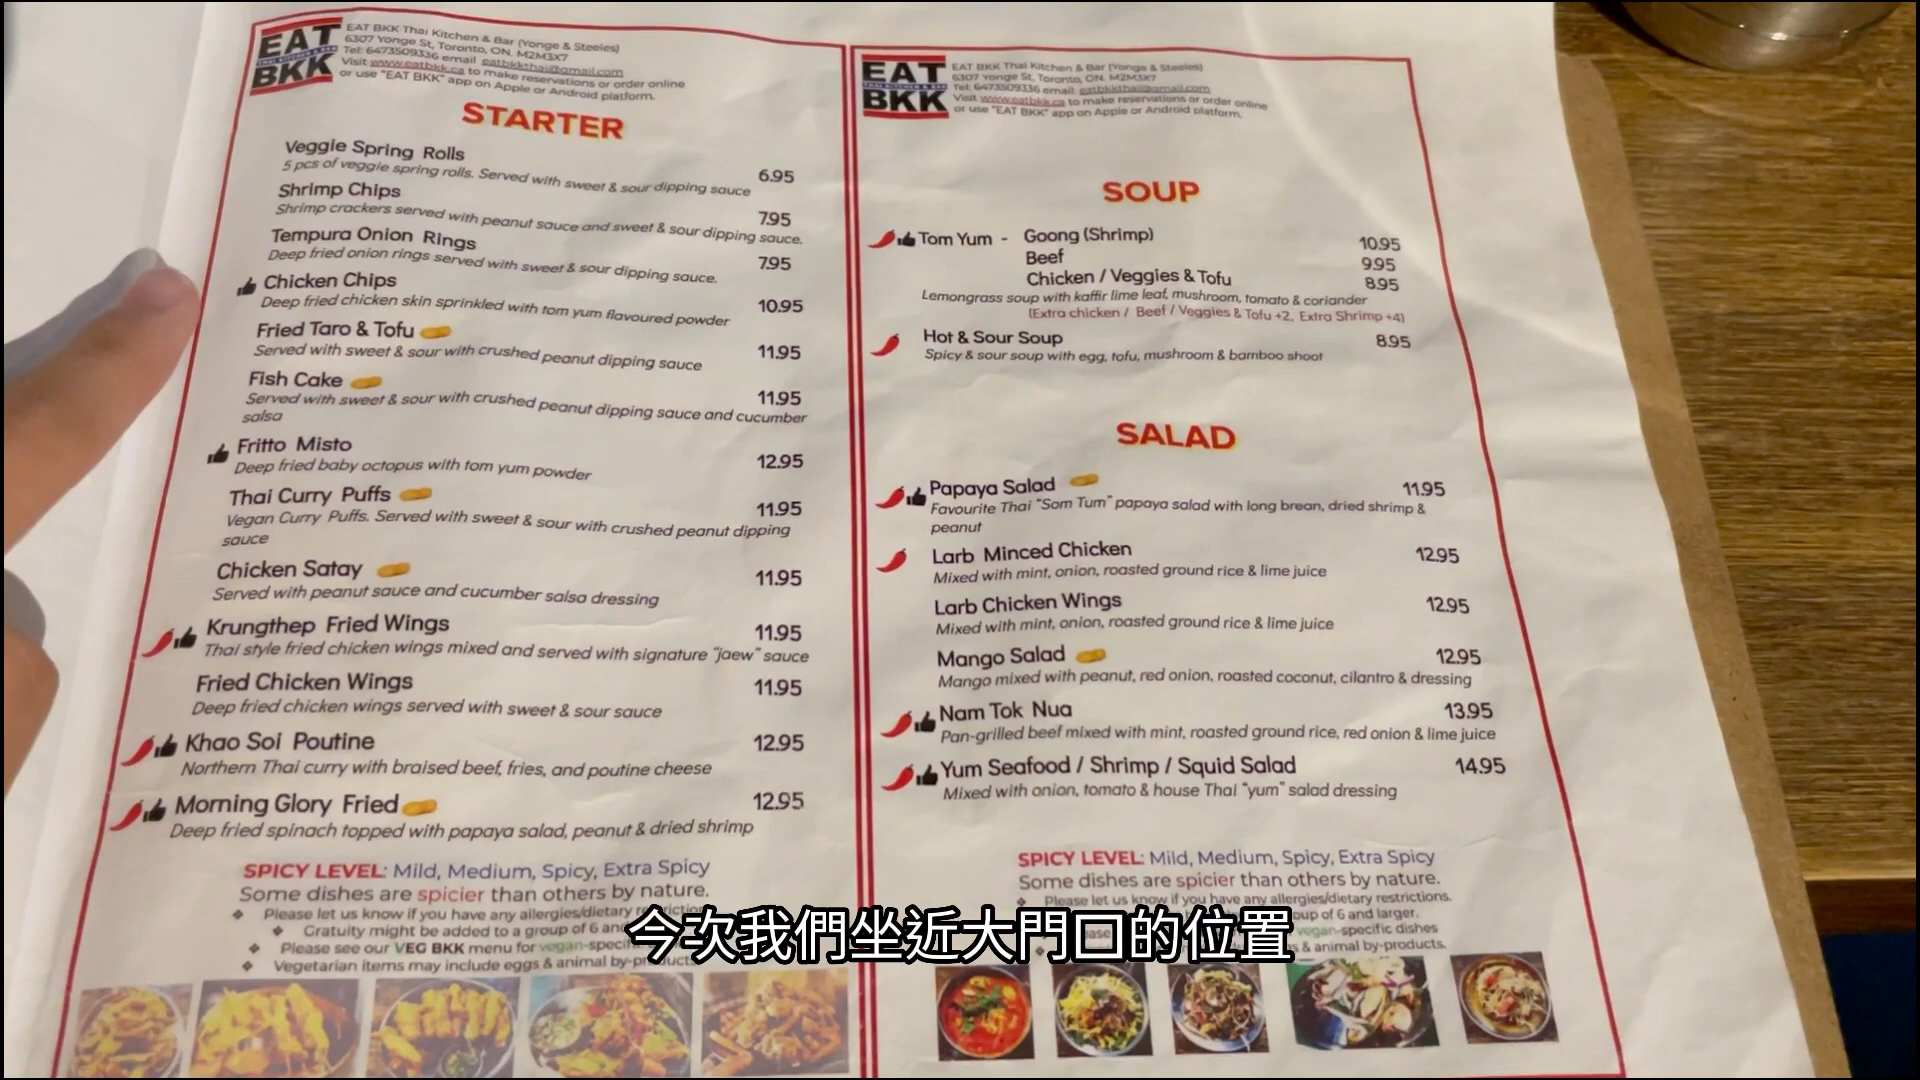 EAT
BKK
EAT BKK Thai Kitchen & Bar (Yonge & Steeles)
6307 Yonge St, Toronto, ON. M2M3X7
Tel: 6473509336 email eatbkkthai@gmail.com
Visit www.eatbkk.ca to make reservations or order online
or use "EAT BKK" app on Apple or Android platform.
STARTER
Veggie Spring Rolls 6.95
5 pcs of veggie spring rolls. Served with sweet & sour dipping sauce
Shrimp Chips 7.95
Shrimp crackers served with peanut sauce and sweet & sour dipping sauce.
Tempura Onion Rings 7.95
Deep fried onion rings served with sweet & sour dipping sauce.
Chicken Chips 10.95
Deep fried chicken skin sprinkled with tom yum flavoured powder
Fried Taro & Tofu 11.95
Served with sweet & sour with crushed peanut dipping sauce
Fish Cake 11.95
Served with sweet & sour with crushed peanut dipping sauce and cucumber
salsa
Fritto Misto 12.95
Deep fried baby octopus with tom yum powder
Thai Curry Puffs 11.95
Vegan Curry Puffs. Served with sweet & sour with crushed peanut dipping
sauce
Chicken Satay 11.95
Served with peanut sauce and cucumber salsa dressing
Krungthep Fried Wings 11.95
Thai style fried chicken wings mixed and served with signature "jaew" sauce
Fried Chicken Wings 11.95
Deep fried chicken wings served with sweet & sour sauce
Khao Soi Poutine 12.95
Northern Thai curry with braised beef, fries, and poutine cheese
Morning Glory Fried 12.95
Deep fried spinach topped with papaya salad, peanut & dried shrimp
SPICY LEVEL: Mild, Medium, Spicy, Extra Spicy
Some dishes are spicier than others by nature.
Please let us know if you have any allergies/dietary
Gratuity might be added to a group of 6 and
Please see our VEG BKK menu for vegan-specific
Vegetarian items may include eggs & animal by-products
EAT
BKK
EAT BKK Thai Kitchen & Bar (Yonge & Steeles)
6307 Yonge St, Toronto, ON. M2M3X7
Tel: 6473509336 email eatbkkthai@gmail.com
Visit www.eatbkk.ca to make reservations or order online
or use "EAT BKK" app on Apple or Android platform.
SOUP
Tom Yum - Goong (Shrimp) 10.95
Beef 9.95
Chicken / Veggies & Tofu 8.95
Lemongrass soup with kaffir lime leaf, mushroom, tomato & coriander
(Extra chicken / Beef / Veggies & Tofu +2, Extra Shrimp +4)
Hot & Sour Soup 8.95
Spicy & sour soup with egg, tofu, mushroom & bamboo shoot
SALAD
Papaya Salad 11.95
Favourite Thai "Som Tum" papaya salad with long brean, dried shrimp &
peanut
Larb Minced Chicken 12.95
Mixed with mint, onion, roasted ground rice & lime juice
Larb Chicken Wings 12.95
Mixed with mint, onion, roasted ground rice & lime juice
Mango Salad 12.95
Mango mixed with peanut, red onion, roasted coconut, cilantro & dressing
Nam Tok Nua 13.95
Pan-grilled beef mixed with mint, roasted ground rice, red onion & lime juice
Yum Seafood / Shrimp / Squid Salad 14.95
Mixed with onion, tomato & house Thai "yum" salad dressing
SPICY LEVEL: Mild, Medium, Spicy, Extra Spicy
Some dishes are spicier than others by nature.
Please let us know if you have any allergies/dietary restrictions.
oup of 6 and larger.
vegan-specific dishes
& animal by-products.
今次我們坐近大門口的位置